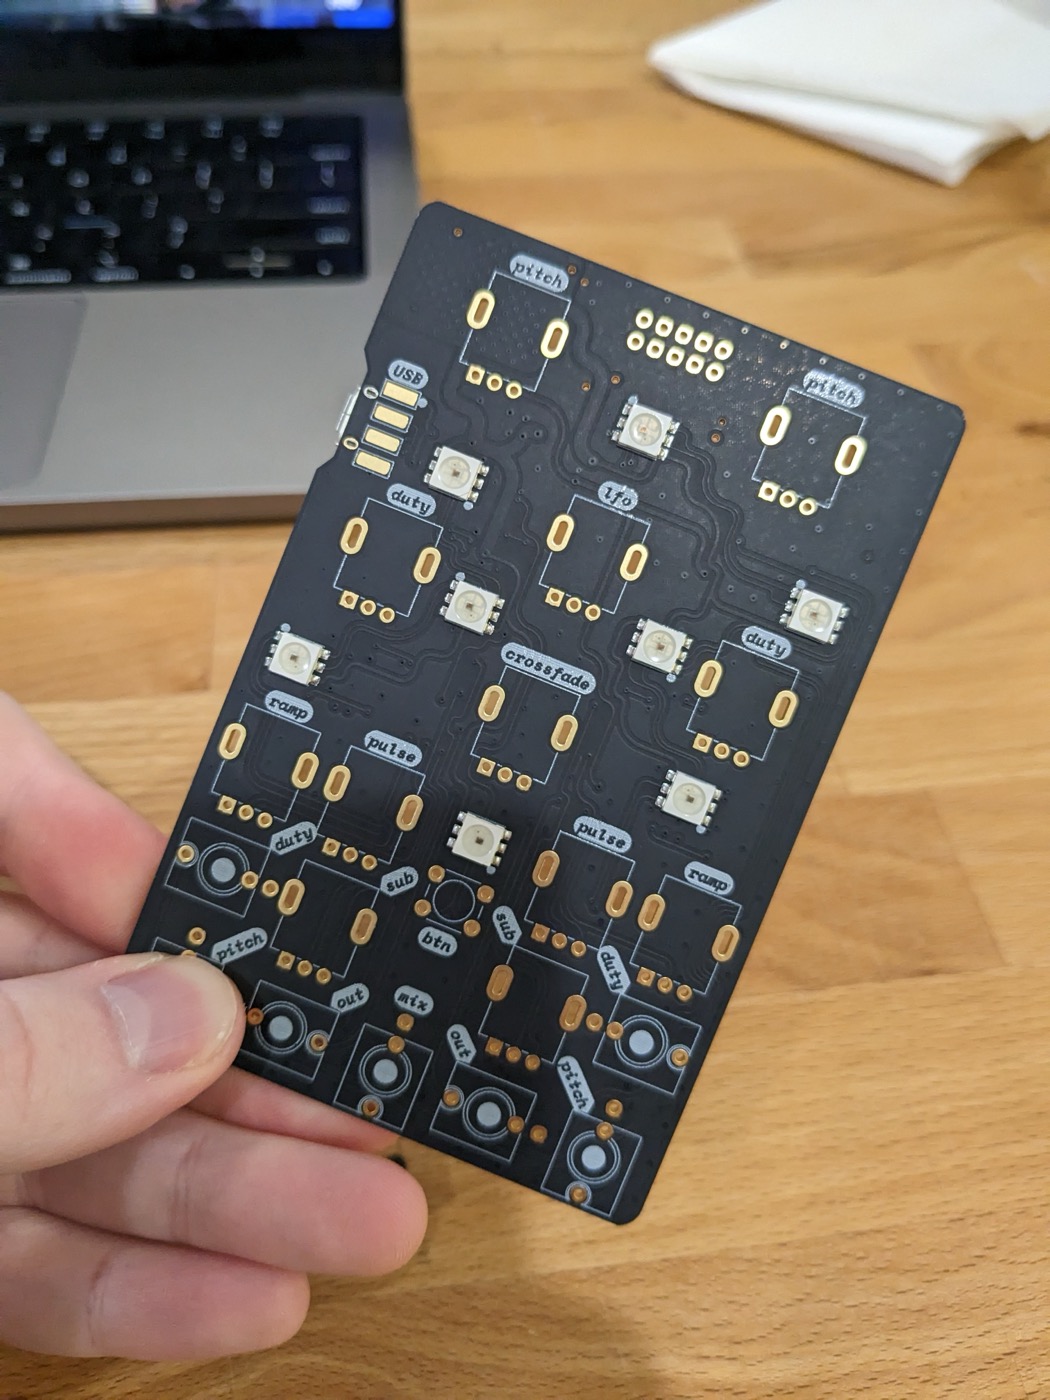 pitch
pitch
USB
duty
lfo
duty
crossfade
ramp
pulse
pulse
ramp
duty
sub
btn
sub
duty
pitch
out
mix
out
pitch